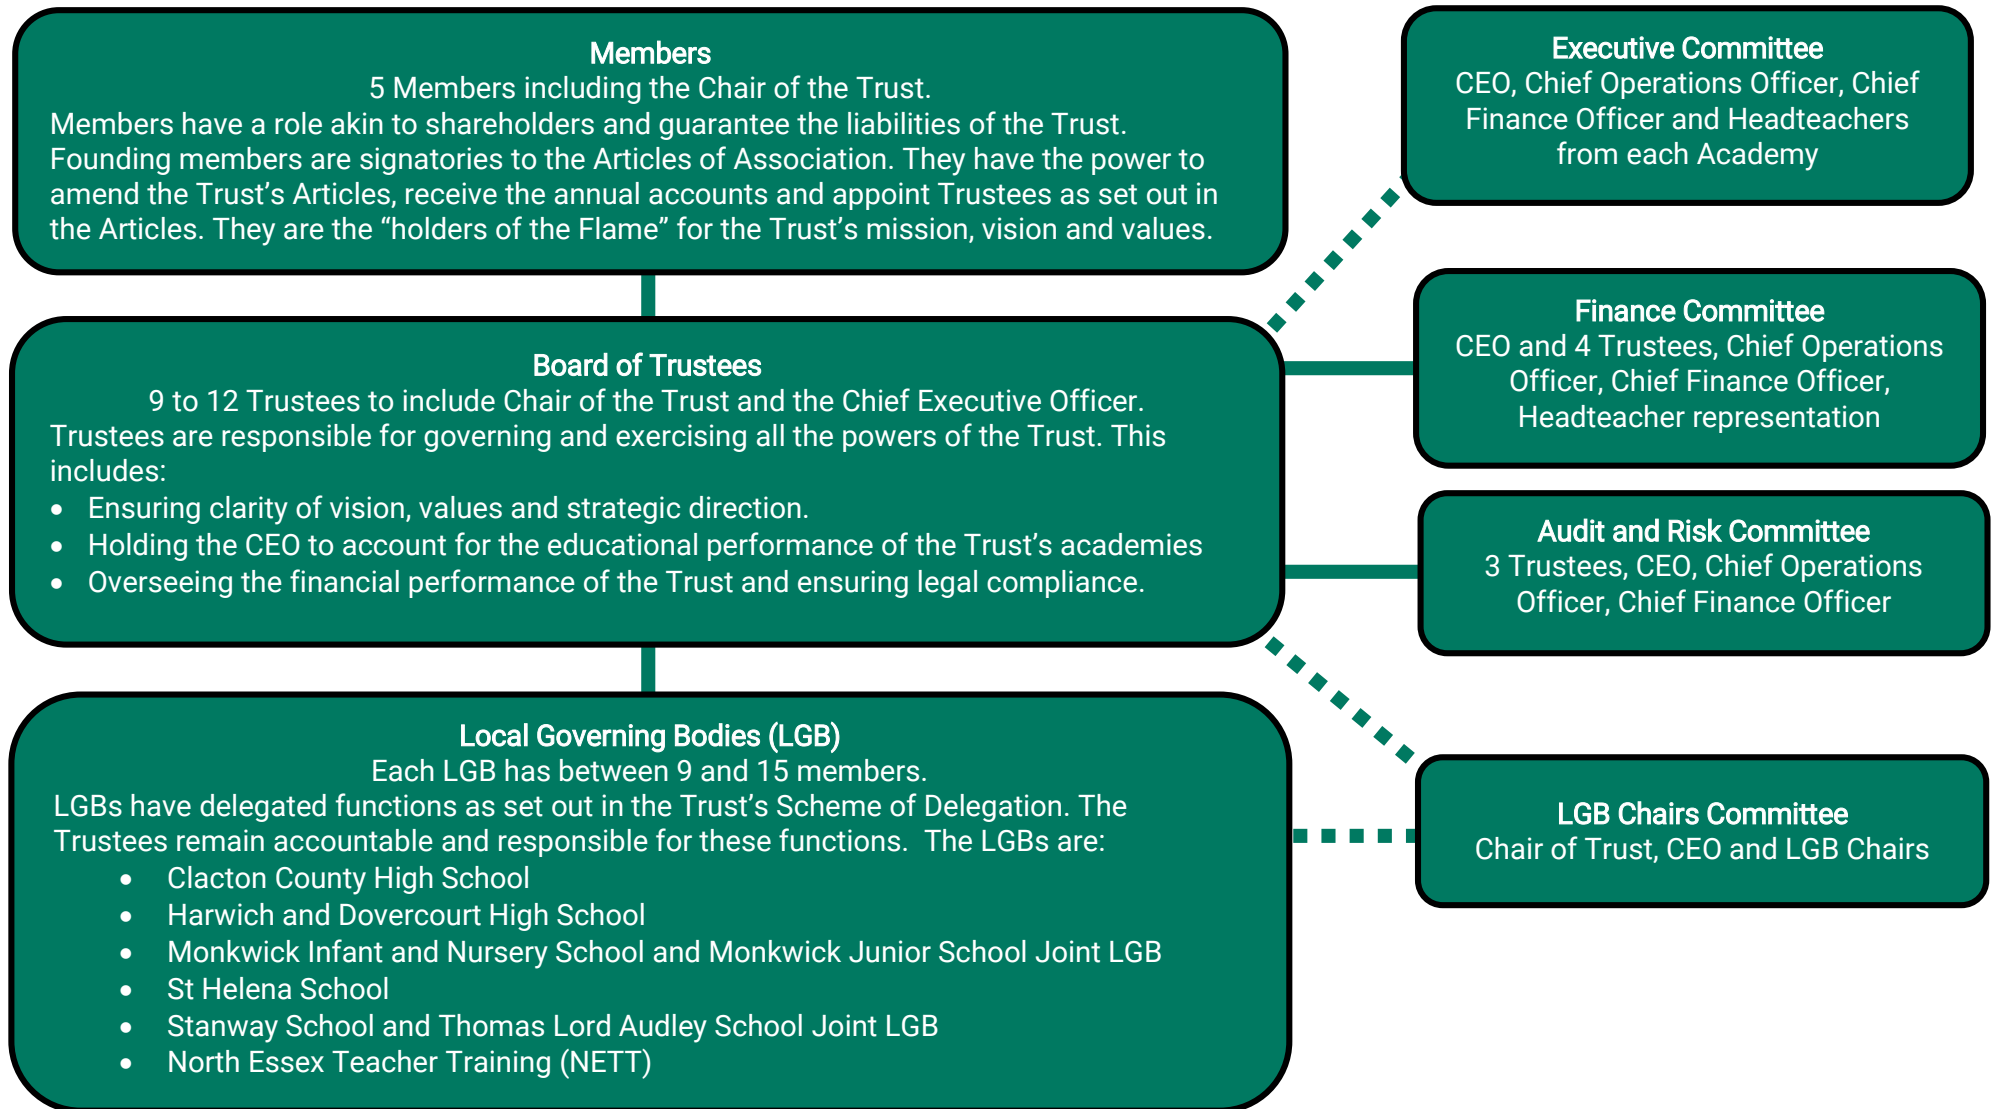 Members
5 Members including the Chair of the Trust.
Members have a role akin to shareholders and guarantee the liabilities of the Trust.
Founding members are signatories to the Articles of Association. They have the power to
amend the Trust’s Articles, receive the annual accounts and appoint Trustees as set out in
the Articles. They are the “holders of the Flame” for the Trust’s mission, vision and values.
Executive Committee
CEO, Chief Operations Officer, Chief
Finance Officer and Headteachers
from each Academy
Board of Trustees
9 to 12 Trustees to include Chair of the Trust and the Chief Executive Officer.
Trustees are responsible for governing and exercising all the powers of the Trust. This
includes:
• Ensuring clarity of vision, values and strategic direction.
• Holding the CEO to account for the educational performance of the Trust’s academies
• Overseeing the financial performance of the Trust and ensuring legal compliance.
Finance Committee
CEO and 4 Trustees, Chief Operations
Officer, Chief Finance Officer,
Headteacher representation
Audit and Risk Committee
3 Trustees, CEO, Chief Operations
Officer, Chief Finance Officer
Local Governing Bodies (LGB)
Each LGB has between 9 and 15 members.
LGBs have delegated functions as set out in the Trust’s Scheme of Delegation. The
Trustees remain accountable and responsible for these functions.  The LGBs are:
• Clacton County High School
• Harwich and Dovercourt High School
• Monkwick Infant and Nursery School and Monkwick Junior School Joint LGB
• St Helena School
• Stanway School and Thomas Lord Audley School Joint LGB
• North Essex Teacher Training (NETT)
LGB Chairs Committee
Chair of Trust, CEO and LGB Chairs